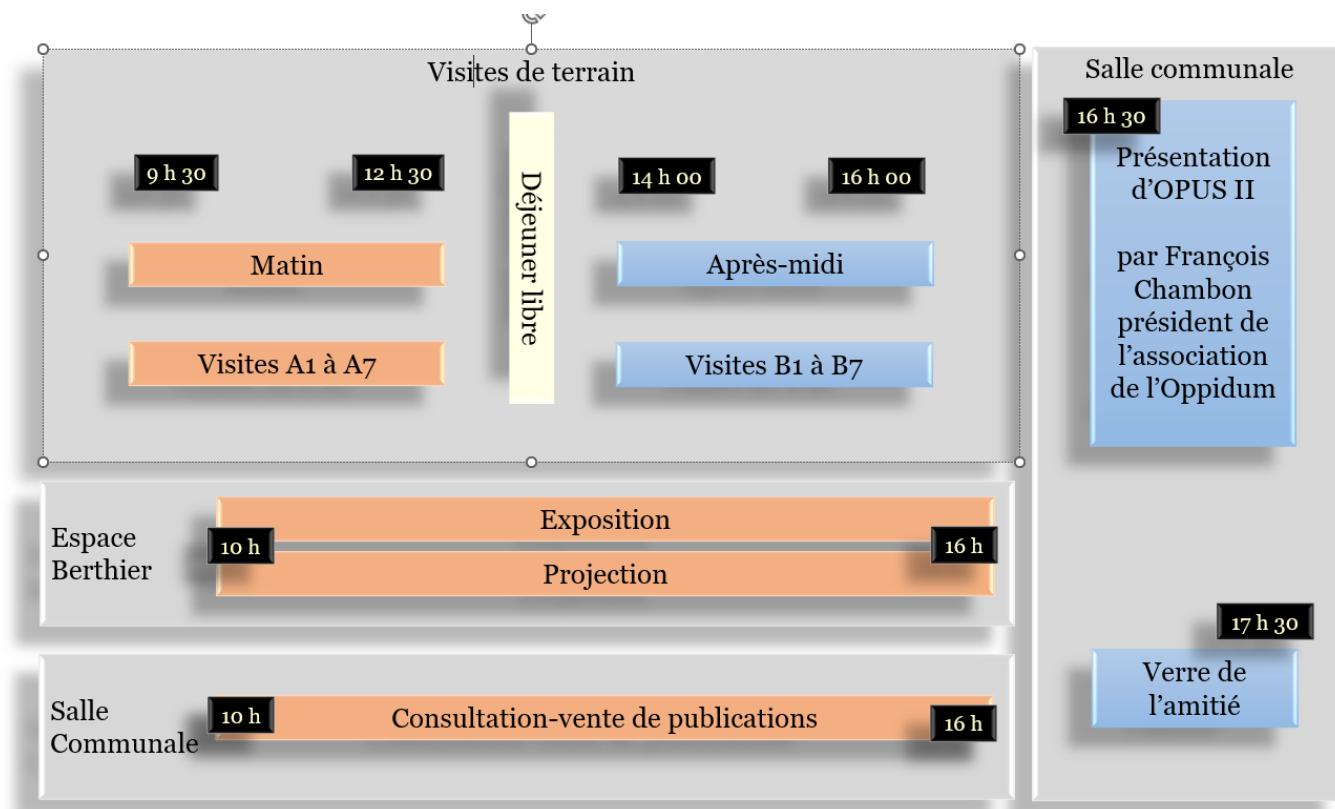 Visites de terrain
9 h 30
12 h 30
Déjeuner libre
14 h 00
16 h 00
Matin
Après-midi
Visites A1 à A7
Visites B1 à B7
Salle communale
16 h 30
Présentation
d’OPUS II
par François
Chambon
président de
l’association
de l’Oppidum
17 h 30
Verre de
l’amitié
Espace
Berthier
10 h
Exposition
Projection
16 h
Salle
Communale
10 h
Consultation-vente de publications
16 h